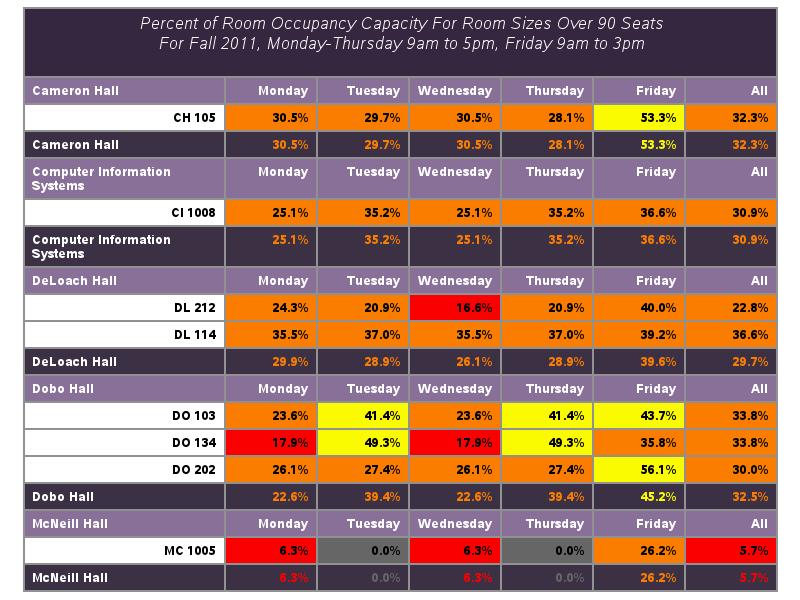 Percent of Room Occupancy Capacity For Room Sizes Over 90 Seats
For Fall 2011, Monday-Thursday 9am to 5pm, Friday 9am to 3pm
Cameron Hall Monday Tuesday Wednesday Thursday Friday All
CH 105 30.5% 29.7% 30.5% 28.1% 53.3% 32.3%
Cameron Hall 30.5% 29.7% 30.5% 28.1% 53.3% 32.3%
Computer Information Monday Tuesday Wednesday Thursday Friday All
Systems
CI 1008 25.1% 35.2% 25.1% 35.2% 36.6% 30.9%
Computer Information 25.1% 35.2% 25.1% 35.2% 36.6% 30.9%
Systems
DeLoach Hall Monday Tuesday Wednesday Thursday Friday All
DL 212 24.3% 20.9% 16.6% 20.9% 40.0% 22.8%
DL 114 35.5% 37.0% 35.5% 37.0% 39.2% 36.6%
DeLoach Hall 29.9% 28.9% 26.1% 28.9% 39.6% 29.7%
Dobo Hall Monday Tuesday Wednesday Thursday Friday All
DO 103 23.6% 41.4% 23.6% 41.4% 43.7% 33.8%
DO 134 17.9% 49.3% 17.9% 49.3% 35.8% 33.8%
DO 202 26.1% 27.4% 26.1% 27.4% 56.1% 30.0%
Dobo Hall 22.6% 39.4% 22.6% 39.4% 45.2% 32.5%
McNeill Hall Monday Tuesday Wednesday Thursday Friday All
MC 1005 6.3% 0.0% 6.3% 0.0% 26.2% 5.7%
McNeill Hall 6.3% 0.0% 6.3% 0.0% 26.2% 5.7%